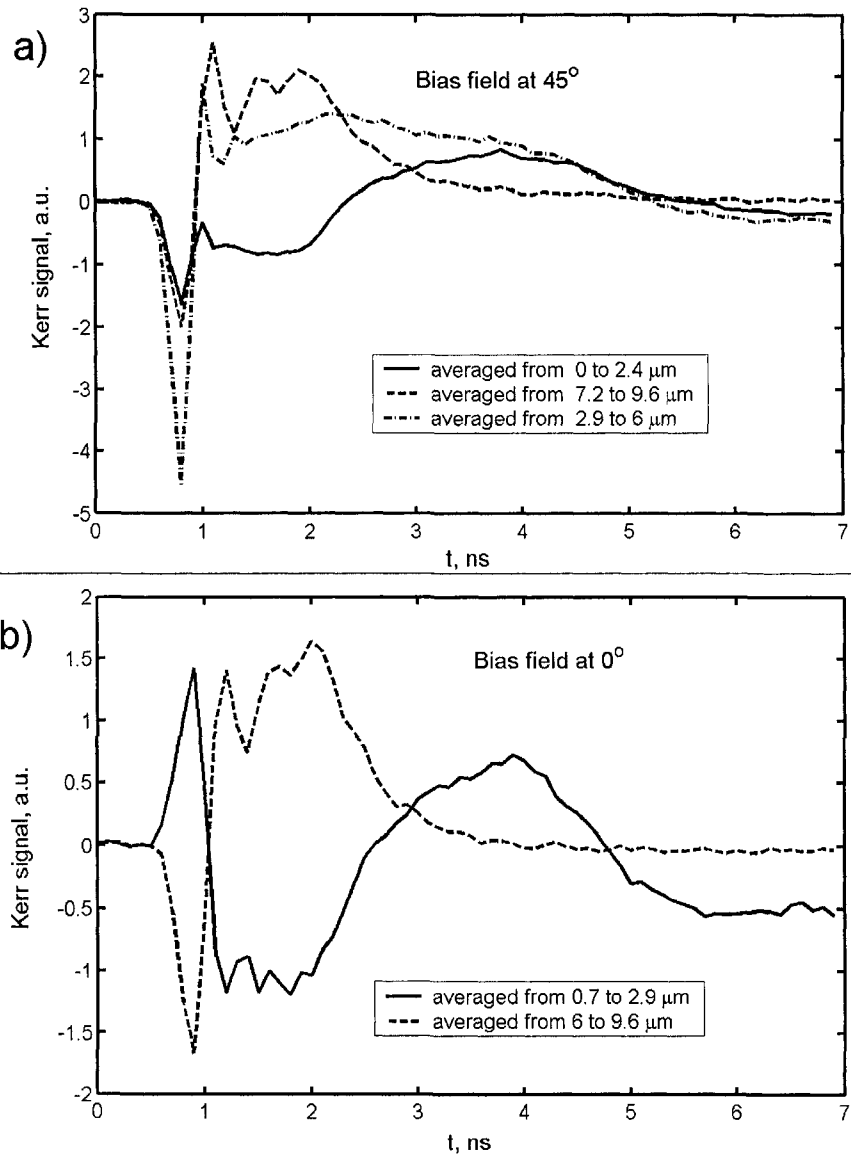 a)
Bias field at 45°
Kerr signal, a.u.
3
2
1
0
-1
-2
-3
-4
-5
averaged from 0 to 2.4 μm
averaged from 7.2 to 9.6 μm
averaged from 2.9 to 6 μm
0 1 2 3 4 5 6 7
t, ns
b)
Bias field at 0°
Kerr signal, a.u.
2
1.5
1
0.5
0
-0.5
-1
-1.5
-2
averaged from 0.7 to 2.9 μm
averaged from 6 to 9.6 μm
0 1 2 3 4 5 6 7
t, ns